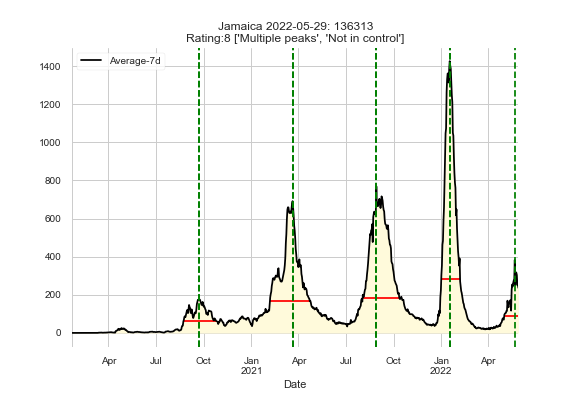 Jamaica 2022-05-29: 136313
Rating:8 ['Multiple peaks', 'Not in control']
Average-7d
1400
1200
1000
800
600
400
200
0
Apr Jul Oct Jan Apr Jul Oct Jan Apr
2021 2022
Date